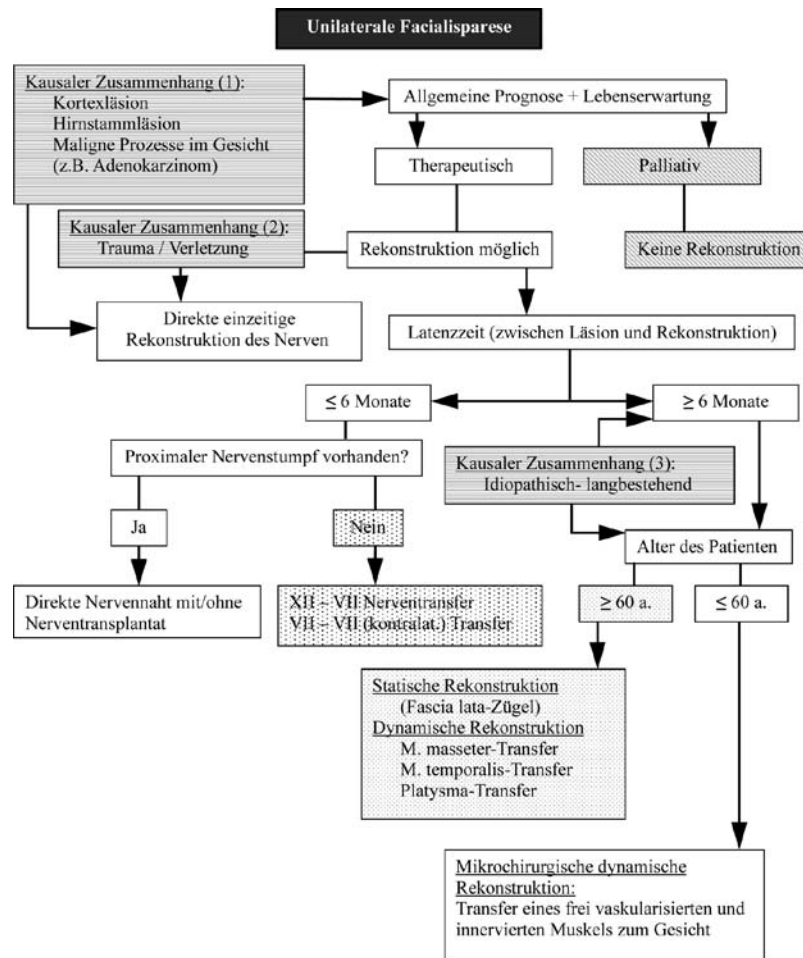 Unilaterale Facialisparese
Kausaler Zusammenhang (1):
Kortexläsion
Hirnstammläsion
Maligne Prozesse im Gesicht
(z.B. Adenokarzinom)
Allgemeine Prognose + Lebenserwartung
Therapeutisch
Palliativ
Kausaler Zusammenhang (2):
Trauma / Verletzung
Rekonstruktion möglich
Keine Rekonstruktion
Direkte einzeitige
Rekonstruktion des Nerven
Latenzzeit (zwischen Läsion und Rekonstruktion)
≤ 6 Monate
≥ 6 Monate
Proximaler Nervenstumpf vorhanden?
Kausaler Zusammenhang (3):
Idiopathisch- langbestehend
Ja
Nein
Alter des Patienten
Direkte Nervennaht mit/ohne
Nerventransplantat
XII – VII Nerventransfer
VII – VII (kontralat.) Transfer
≥ 60 a.
≤ 60 a.
Statische Rekonstruktion
(Fascia lata-Zügel)
Dynamische Rekonstruktion
M. masseter-Transfer
M. temporalis-Transfer
Platysma-Transfer
Mikrochirurgische dynamische
Rekonstruktion:
Transfer eines frei vaskularisierten und
innervierten Muskels zum Gesicht